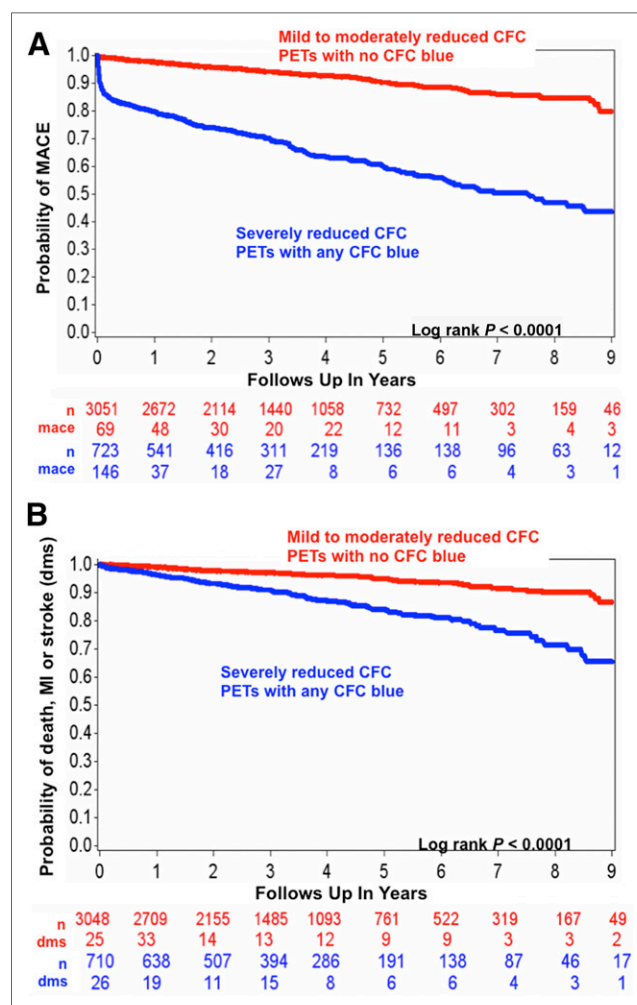 A
Mild to moderately reduced CFC
PETs with no CFC blue
Probability of MACE
1.0
0.9
0.8
0.7
0.6
0.5
0.4
0.3
0.2
0.1
0.0
Severely reduced CFC
PETs with any CFC blue
Log rank P < 0.0001
0 1 2 3 4 5 6 7 8 9
Follows Up In Years
n 3051 2672 2114 1440 1058 732 497 302 159 46
mace 69 48 30 20 22 12 11 3 4 3
n 723 541 416 311 219 136 138 96 63 12
mace 146 37 18 27 8 6 6 4 3 1
B
Mild to moderately reduced CFC
PETs with no CFC blue
Probability of death, MI or stroke (dms)
1.0
0.9
0.8
0.7
0.6
0.5
0.4
0.3
0.2
0.1
0.0
Severely reduced CFC
PETs with any CFC blue
Log rank P < 0.0001
0 1 2 3 4 5 6 7 8 9
Follows Up In Years
n 3048 2709 2155 1485 1093 761 522 319 167 49
dms 25 33 14 13 12 9 9 3 3 2
n 710 638 507 394 286 191 138 87 46 17
dms 26 19 11 15 8 6 6 4 3 1